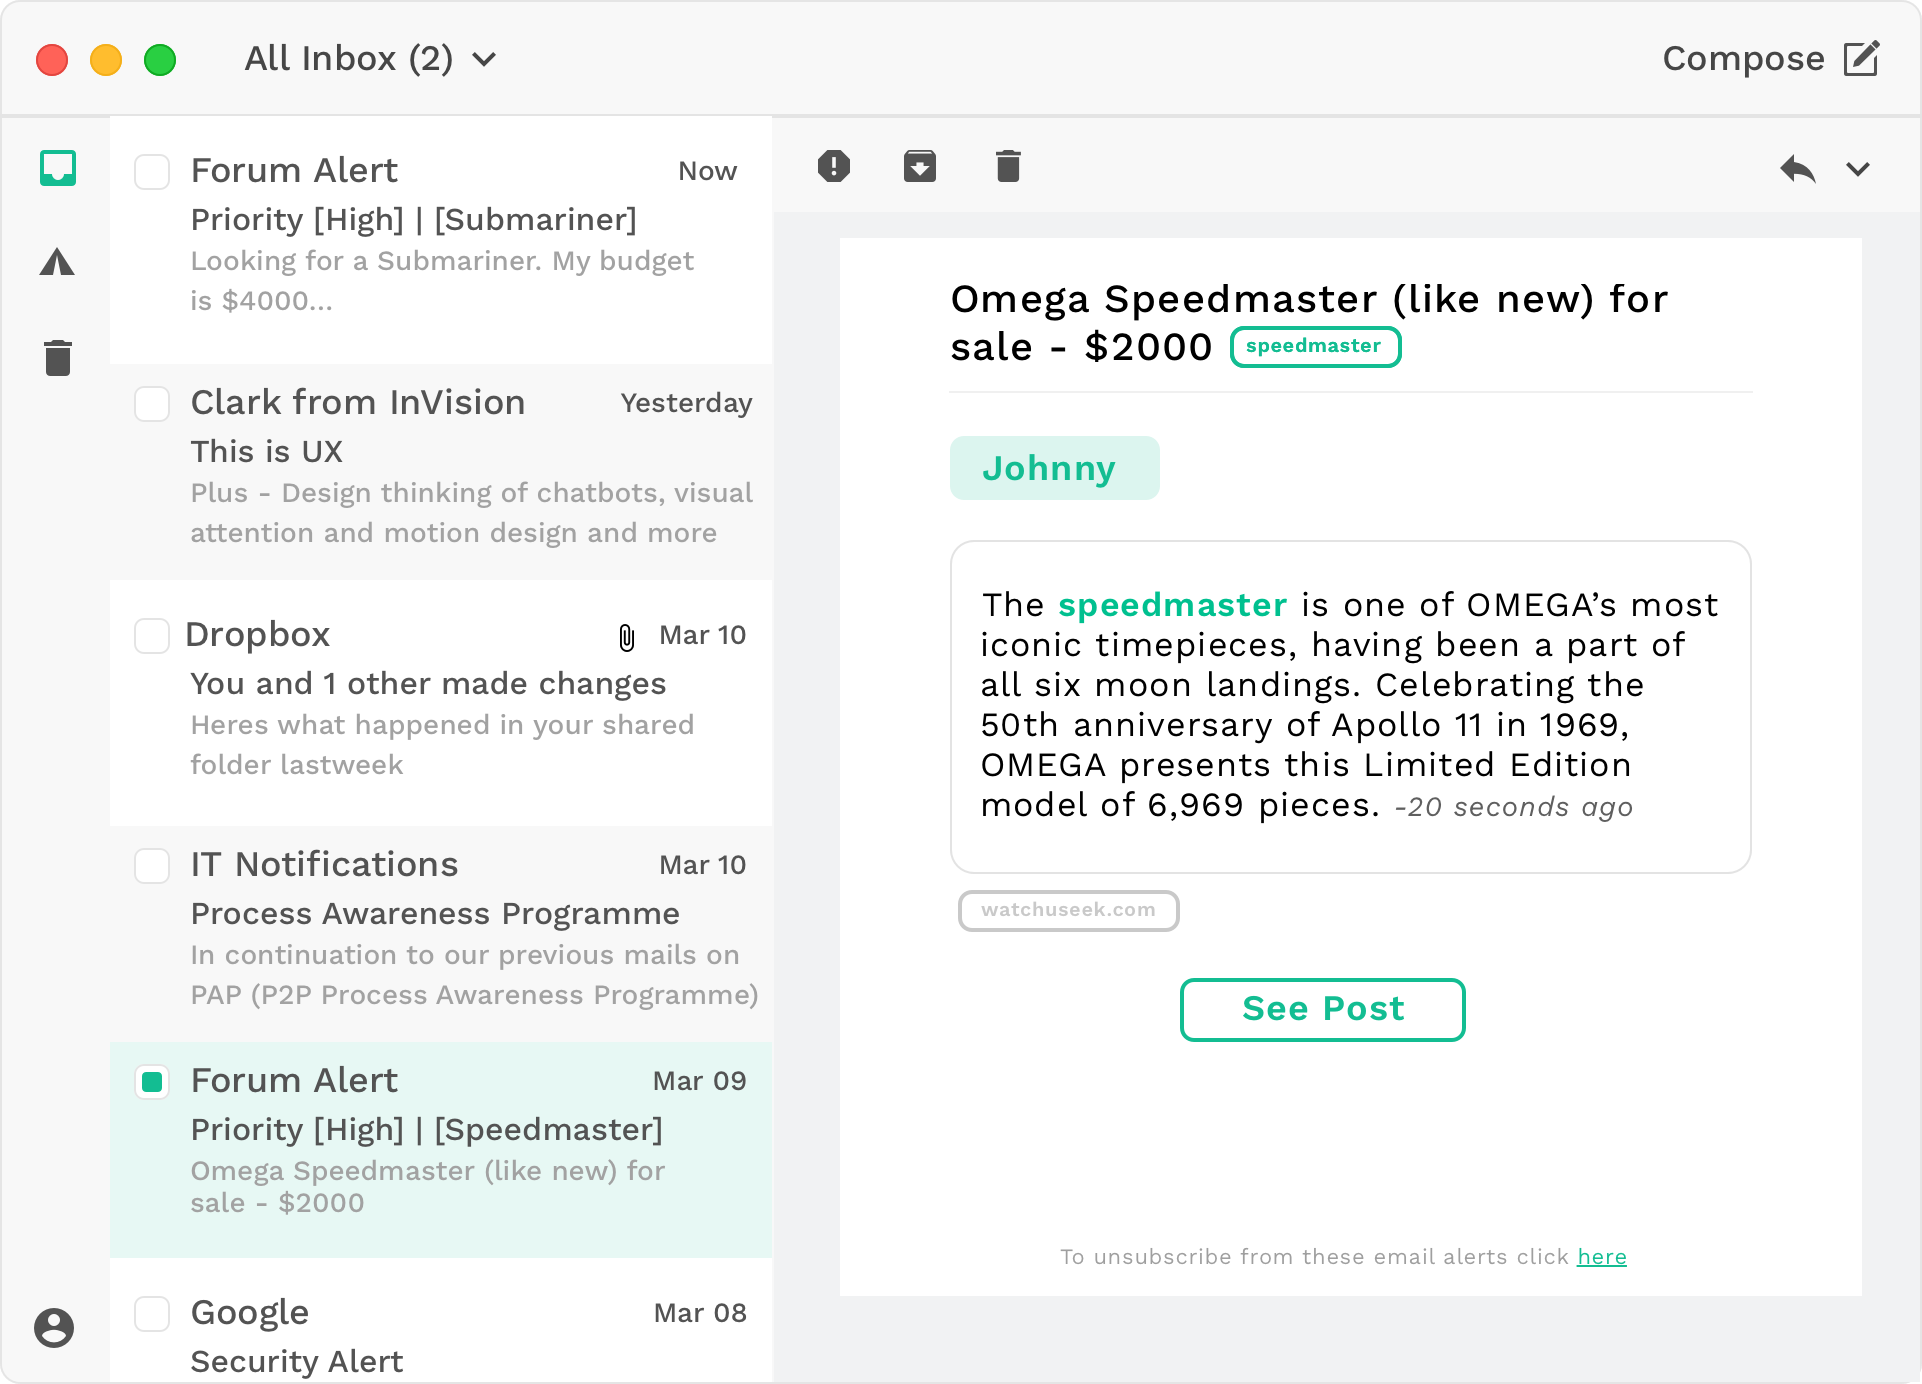 All Inbox (2)
Compose
Forum Alert
Now
Priority [High] | [Submariner]
Looking for a Submariner. My budget
is $4000...
Clark from InVision
Yesterday
This is UX
Plus - Design thinking of chatbots, visual
attention and motion design and more
Dropbox
Mar 10
You and 1 other made changes
Heres what happened in your shared
folder lastweek
IT Notifications
Mar 10
Process Awareness Programme
In continuation to our previous mails on
PAP (P2P Process Awareness Programme)
Forum Alert
Mar 09
Priority [High] | [Speedmaster]
Omega Speedmaster (like new) for
sale - $2000
Google
Mar 08
Security Alert
Omega Speedmaster (like new) for
sale - $2000 speedmaster
Johnny
The speedmaster is one of OMEGA’s most
iconic timepieces, having been a part of
all six moon landings. Celebrating the
50th anniversary of Apollo 11 in 1969,
OMEGA presents this Limited Edition
model of 6,969 pieces. -20 seconds ago
watchuseek.com
See Post
To unsubscribe from these email alerts click here